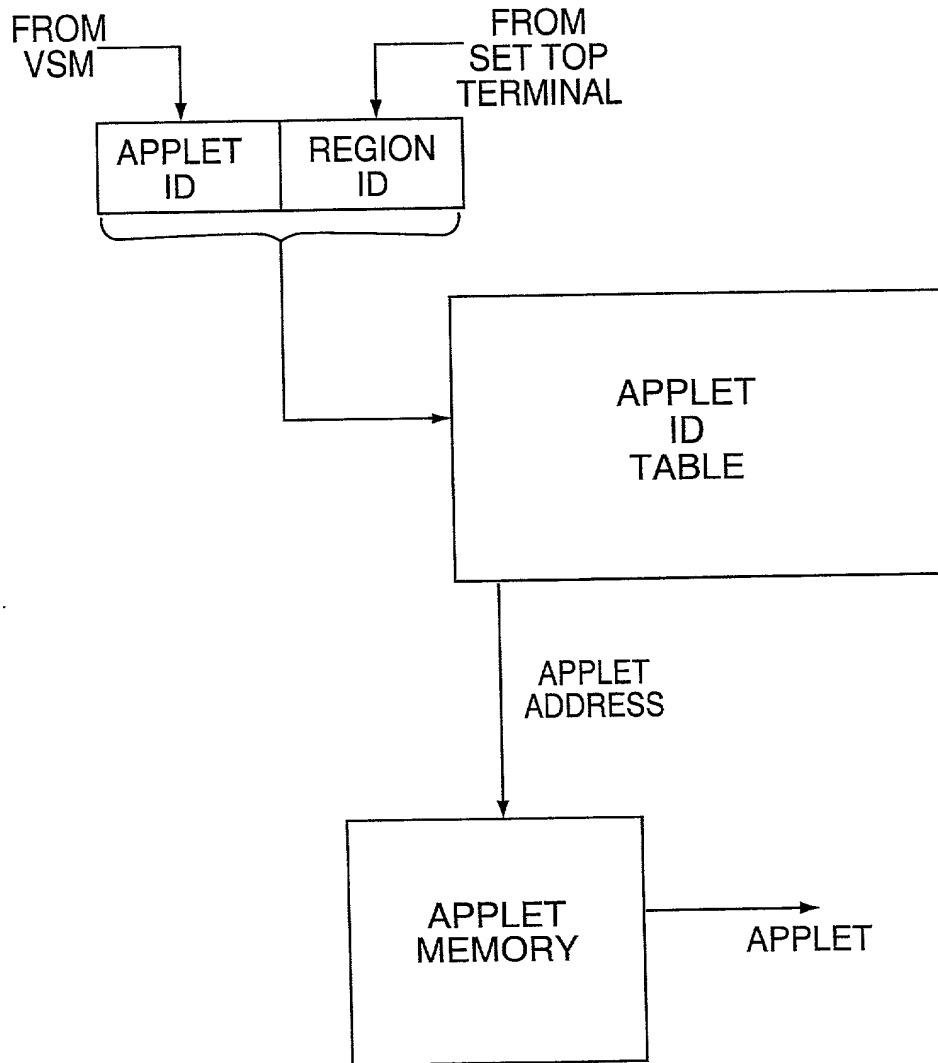 FROM
VSM
FROM
SET TOP
TERMINAL
APPLET
ID
REGION
ID
APPLET
ID
TABLE
APPLET
ADDRESS
APPLET
MEMORY
APPLET